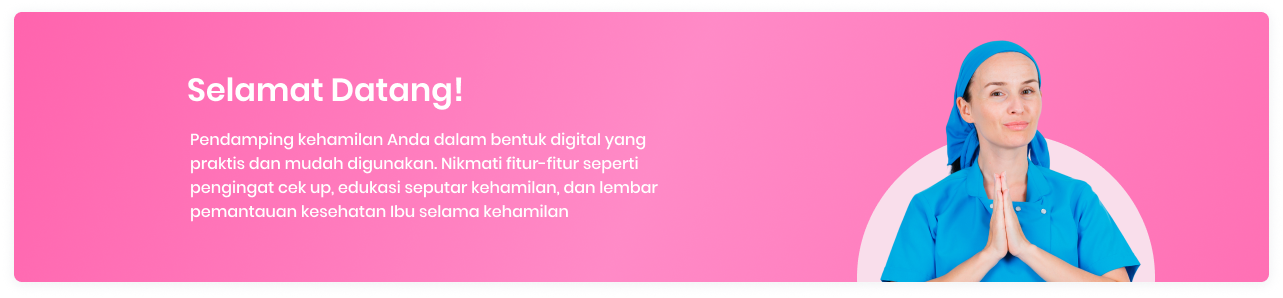 Selamat Datang!
Pendamping kehamilan Anda dalam bentuk digital yang
praktis dan mudah digunakan. Nikmati fitur-fitur seperti
pengingat cek up, edukasi seputar kehamilan, dan lembar
pemantauan kesehatan Ibu selama kehamilan